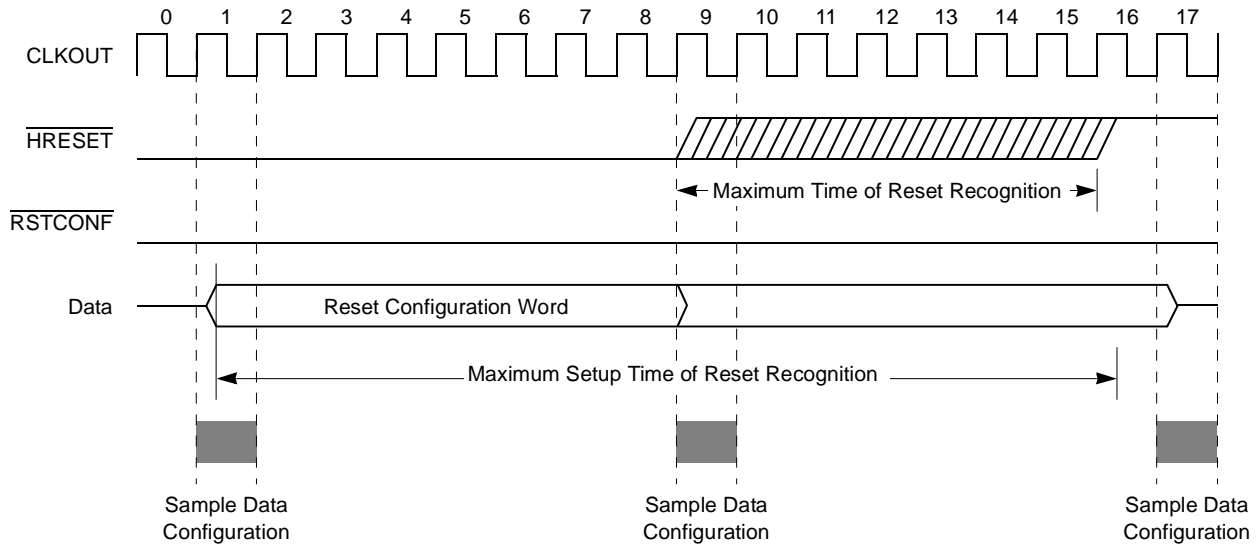 0 1 2 3 4 5 6 7 8 9 10 11 12 13 14 15 16 17
CLKOUT
HRESET
Maximum Time of Reset Recognition
RSTCONF
Data
Reset Configuration Word
Maximum Setup Time of Reset Recognition
Sample Data
Configuration
Sample Data
Configuration
Sample Data
Configuration